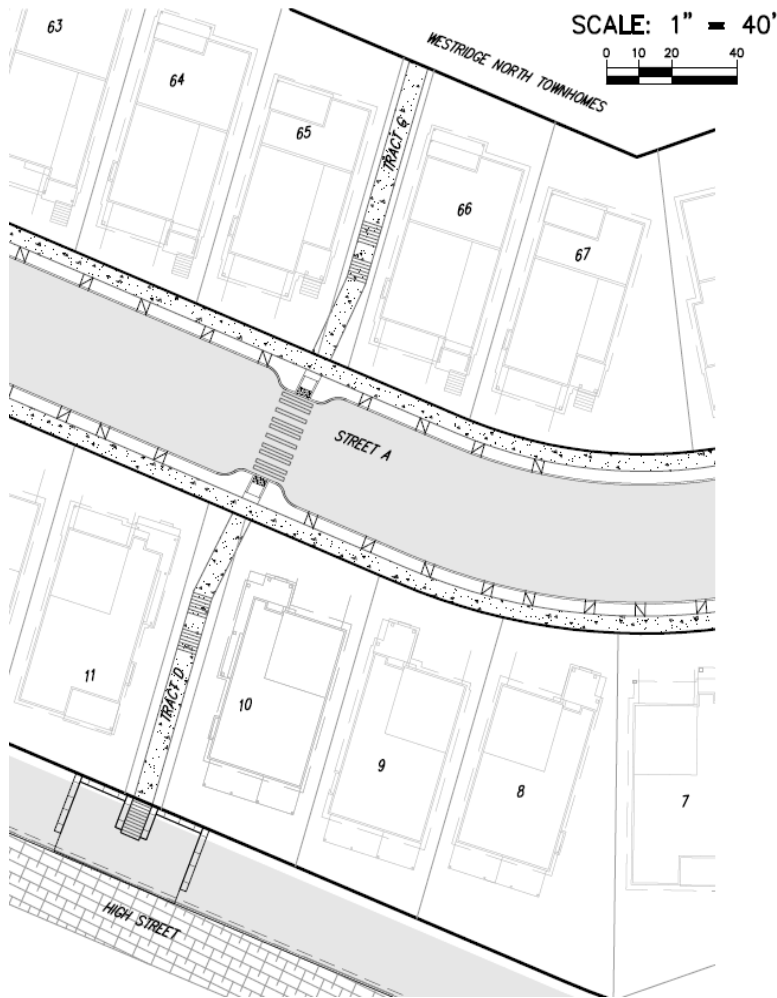 SCALE: 1" = 40'
0 10 20 40
WESTRIDGE NORTH TOWNHOMES
63
64
65
TRACT G
66
67
STREET A
11
TRACT D
10
9
8
7
HIGH STREET